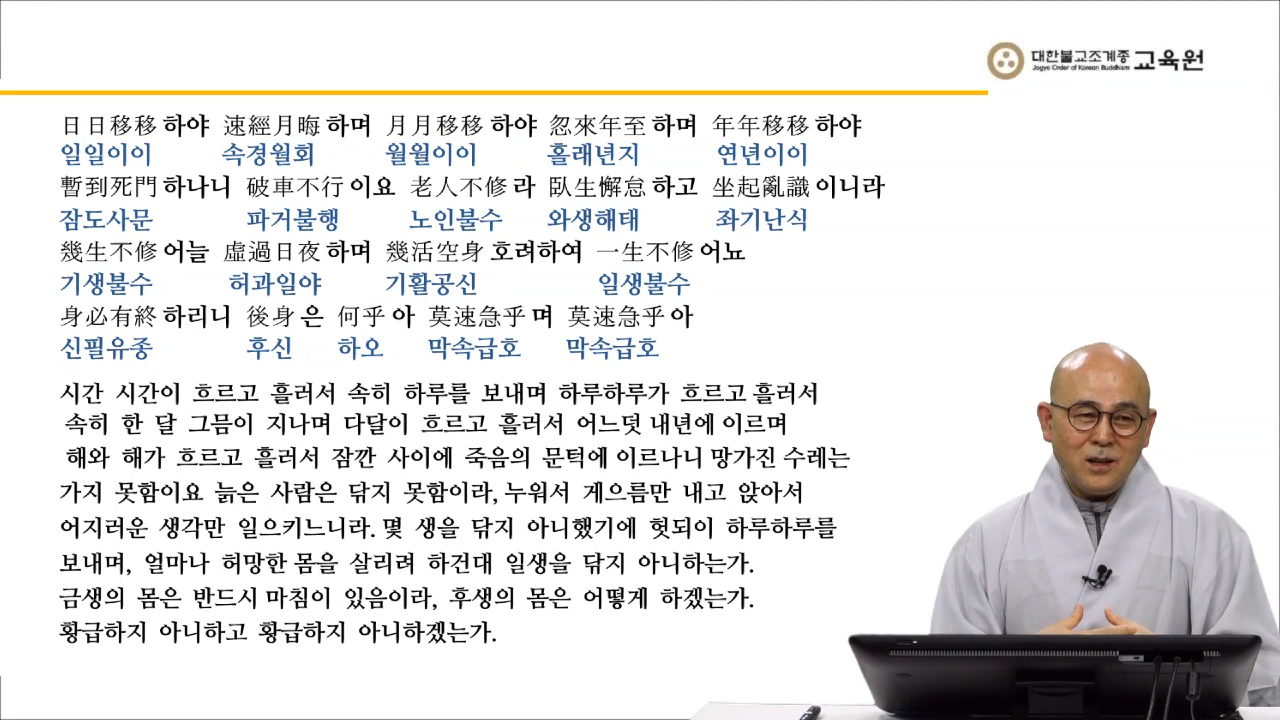 대한불교조계종 교육원
Jogye Order of Korean Buddhism
日日移移 하야 速經月晦 하며 月月移移 하야 忽來年至 하며 年年移移 하야
일일이이 속경월회 월월이이 홀래년지 연년이이
暫到死門 하나니 破車不行 이요 老人不修 라 臥生懈怠 하고 坐起亂識 이니라
잠도사문 파거불행 노인불수 와생해태 좌기난식
幾生不修 어늘 虛過日夜 하며 幾活空身 호려하여 一生不修 어뇨
기생불수 허과일야 기활공신 일생불수
身必有終 하리니 後身 은 何乎 아 莫速急乎 며 莫速急乎 아
신필유종 후신 하오 막속급호 막속급호
시간 시간이 흐르고 흘러서 속히 하루를 보내며 하루하루가 흐르고 흘러서
속히 한 달 그믐이 지나며 다달이 흐르고 흘러서 어느덧 내년에 이르며
해와 해가 흐르고 흘러서 잠깐 사이에 죽음의 문턱에 이르나니 망가진 수레는
가지 못함이요 늙은 사람은 닦지 못함이라, 누워서 게으름만 내고 앉아서
어지러운 생각만 일으키느니라. 몇 생을 닦지 아니했기에 헛되이 하루하루를
보내며, 얼마나 허망한 몸을 살리려 하건대 일생을 닦지 아니하는가.
금생의 몸은 반드시 마침이 있음이라, 후생의 몸은 어떻게 하겠는가.
황급하지 아니하고 황급하지 아니하겠는가.